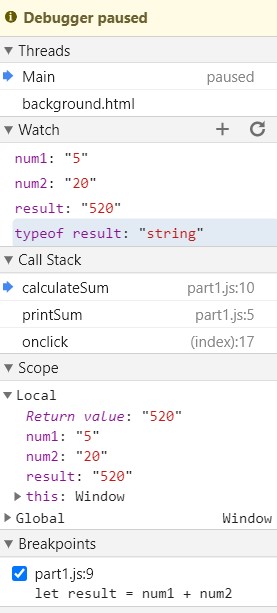 Debugger paused
Threads
Main paused
background.html
Watch
num1: "5"
num2: "20"
result: "520"
typeof result: "string"
Call Stack
calculateSum part1.js:10
printSum part1.js:5
onclick (index):17
Scope
Local
Return value: "520"
num1: "5"
num2: "20"
result: "520"
this: Window
Global Window
Breakpoints
part1.js:9
let result = num1 + num2